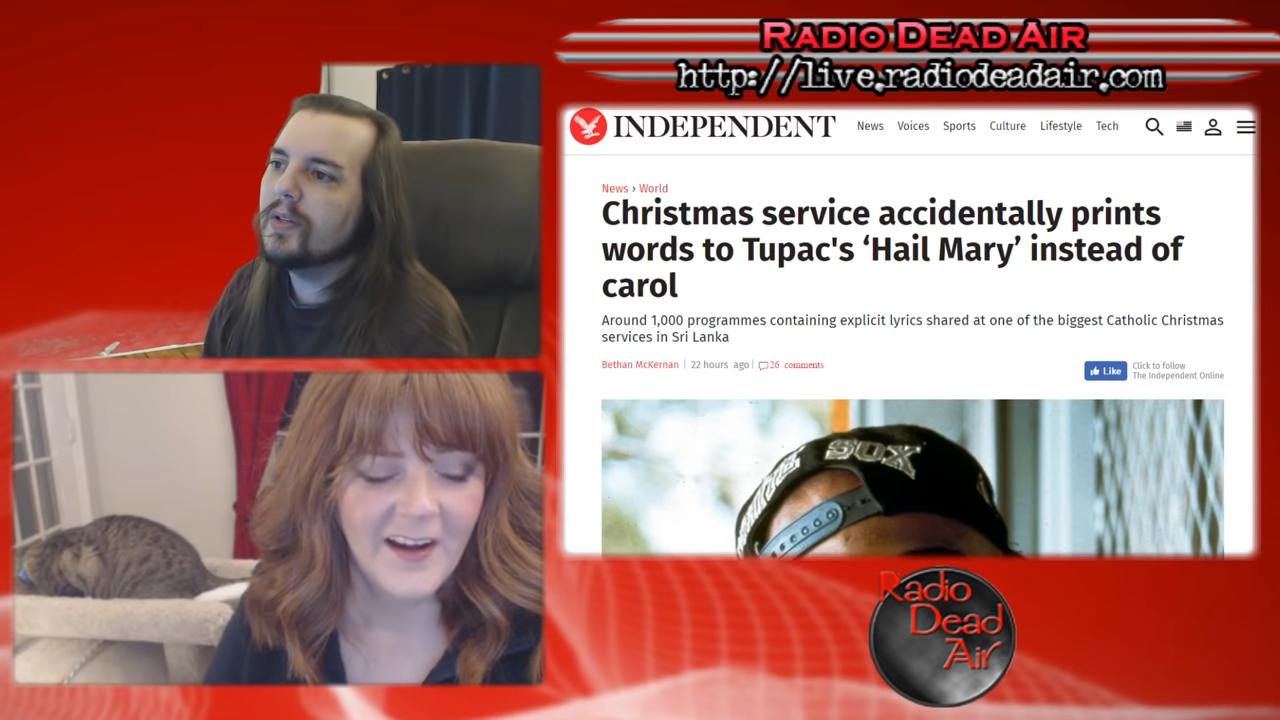 RADIO DEAD AIR
http://live.radiodeadair.com
INDEPENDENT
News Voices Sports Culture Lifestyle Tech
News › World
Christmas service accidentally prints
words to Tupac's ‘Hail Mary’ instead of
carol
Around 1,000 programmes containing explicit lyrics shared at one of the biggest Catholic Christmas
services in Sri Lanka
Bethan McKernan | 22 hours ago | 26 comments
Like
Click to follow
The Independent Online
WHITE SOX
Radio
Dead
Air